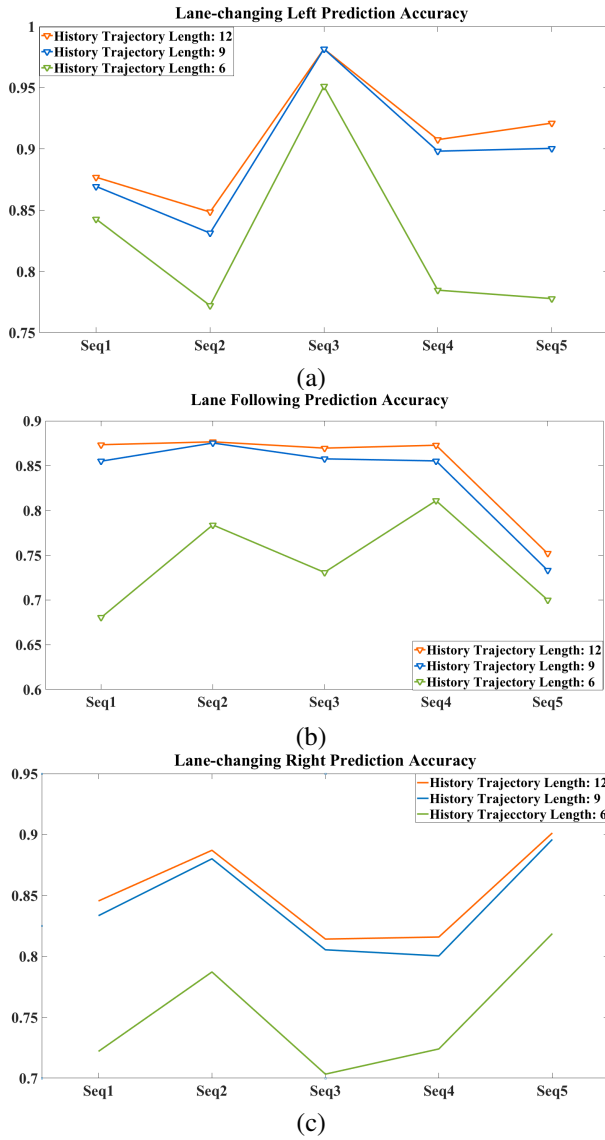 Lane-changing Left Prediction Accuracy
1
History Trajectory Length: 12
History Trajectory Length: 9
History Trajectory Length: 6
0.95
0.9
0.85
0.8
0.75
Seq1 Seq2 Seq3 Seq4 Seq5
(a)
Lane Following Prediction Accuracy
0.9
0.85
0.8
0.75
0.7
0.65
0.6
History Trajectory Length: 12
History Trajectory Length: 9
History Trajectory Length: 6
Seq1 Seq2 Seq3 Seq4 Seq5
(b)
Lane-changing Right Prediction Accuracy
0.95
History Trajectory Length: 12
History Trajectory Length: 9
History Trajecctory Length: 6
0.9
0.85
0.8
0.75
0.7
Seq1 Seq2 Seq3 Seq4 Seq5
(c)